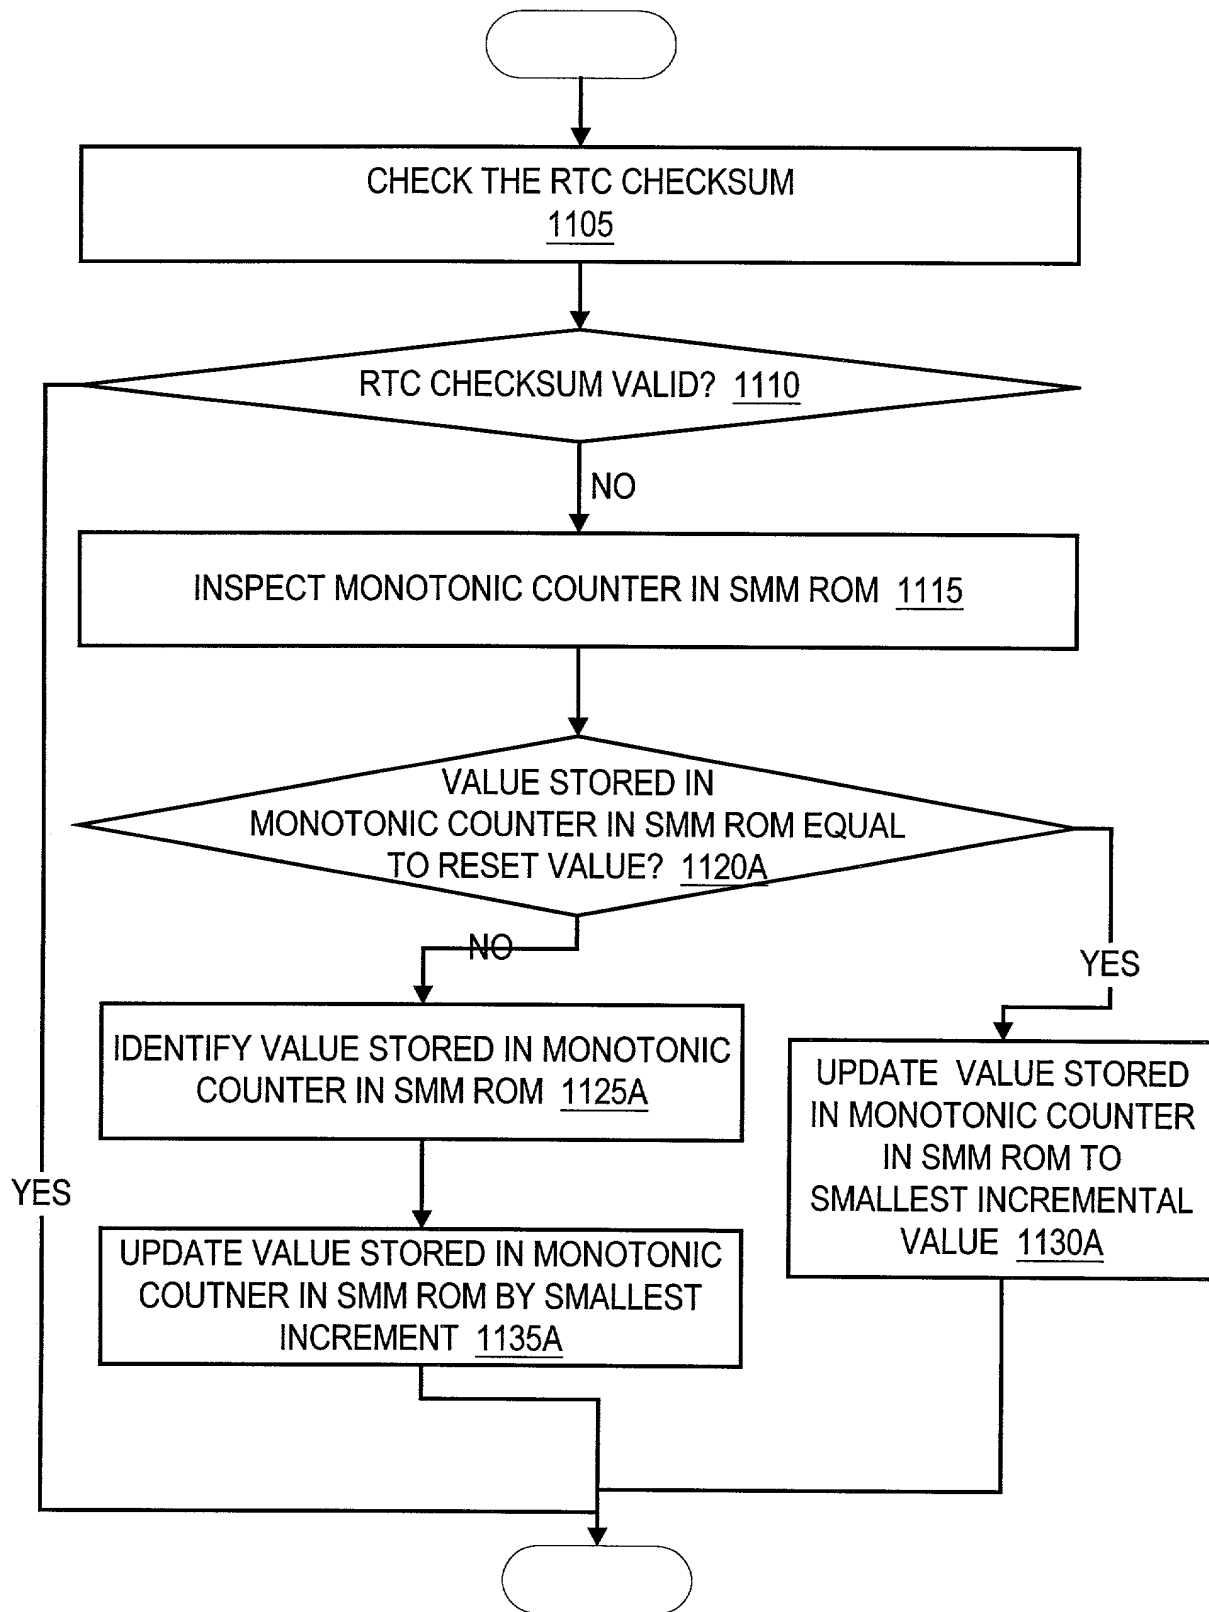 CHECK THE RTC CHECKSUM
1105
RTC CHECKSUM VALID? 1110
NO
INSPECT MONOTONIC COUNTER IN SMM ROM 1115
VALUE STORED IN
MONOTONIC COUNTER IN SMM ROM EQUAL
TO RESET VALUE? 1120A
NO
YES
IDENTIFY VALUE STORED IN MONOTONIC
COUNTER IN SMM ROM 1125A
UPDATE VALUE STORED
IN MONOTONIC COUNTER
IN SMM ROM TO
SMALLEST INCREMENTAL
VALUE 1130A
YES
UPDATE VALUE STORED IN MONOTONIC
COUTNER IN SMM ROM BY SMALLEST
INCREMENT 1135A